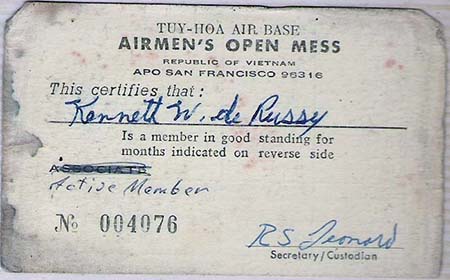 TUY-HOA AIR BASE
AIRMEN'S OPEN MESS
REPUBLIC OF VIETNAM
APO SAN FRANCISCO 96316
This certifies that:
Kennett W. de Russy
Is a member in good standing for
months indicated on reverse side
ASSOCIATE
Active Member
No 004076
RS Leonard
Secretary/Custodian